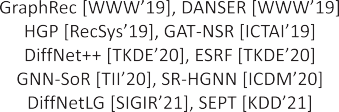 GraphRec [WWW’19], DANSER [WWW’19]
HGP [RecSys’19], GAT-NSR [ICTAI’19]
DiffNet++ [TKDE’20], ESRF [TKDE’20]
GNN-SoR [TII’20], SR-HGNN [ICDM’20]
DiffNetLG [SIGIR’21], SEPT [KDD’21]